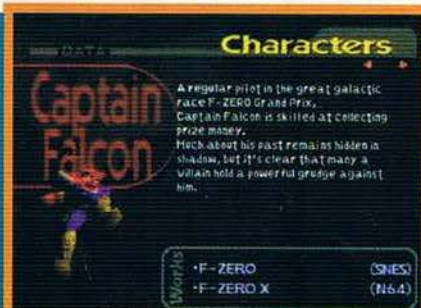 DATA
Characters
Captain
Falcon
A regular pilot in the great galactic
race F-ZERO Grand Prix,
Captain Falcon is skilled at collecting
prize money.
Much about his past remains hidden in
shadow, but it's clear that many a
villain hold a powerful grudge against
him.
Works
·F-ZERO (SNES)
·F-ZERO X (N64)